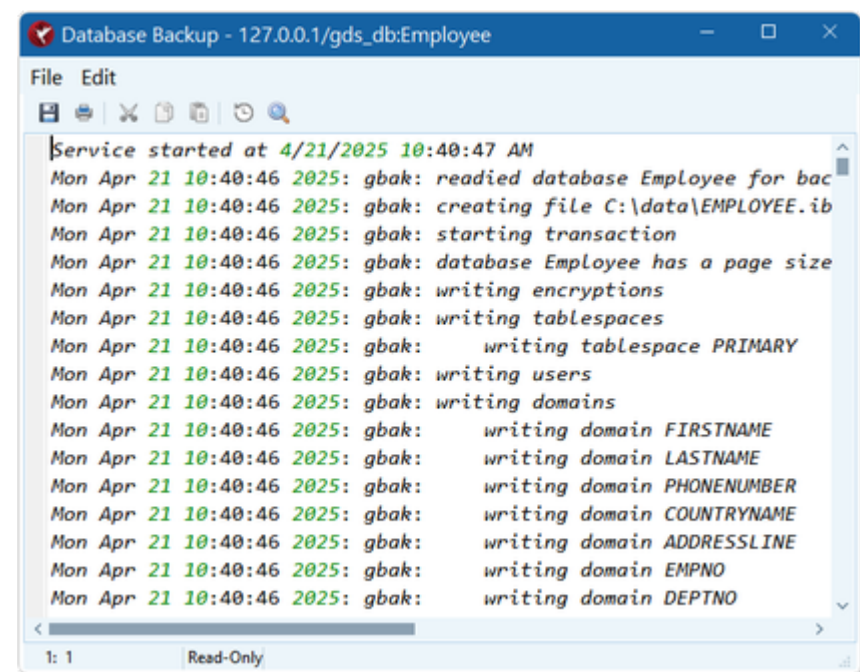 Database Backup - 127.0.0.1/gds_db:Employee
File Edit
Service started at 4/21/2025 10:40:47 AM
Mon Apr 21 10:40:46 2025: gbak: readied database Employee for bac
Mon Apr 21 10:40:46 2025: gbak: creating file C:\data\EMPLOYEE.ib
Mon Apr 21 10:40:46 2025: gbak: starting transaction
Mon Apr 21 10:40:46 2025: gbak: database Employee has a page size
Mon Apr 21 10:40:46 2025: gbak: writing encryptions
Mon Apr 21 10:40:46 2025: gbak: writing tablespaces
Mon Apr 21 10:40:46 2025: gbak: writing tablespace PRIMARY
Mon Apr 21 10:40:46 2025: gbak: writing users
Mon Apr 21 10:40:46 2025: gbak: writing domains
Mon Apr 21 10:40:46 2025: gbak: writing domain FIRSTNAME
Mon Apr 21 10:40:46 2025: gbak: writing domain LASTNAME
Mon Apr 21 10:40:46 2025: gbak: writing domain PHONENUMBER
Mon Apr 21 10:40:46 2025: gbak: writing domain COUNTRYNAME
Mon Apr 21 10:40:46 2025: gbak: writing domain ADDRESSLINE
Mon Apr 21 10:40:46 2025: gbak: writing domain EMPNO
Mon Apr 21 10:40:46 2025: gbak: writing domain DEPTNO
1: 1 Read-Only